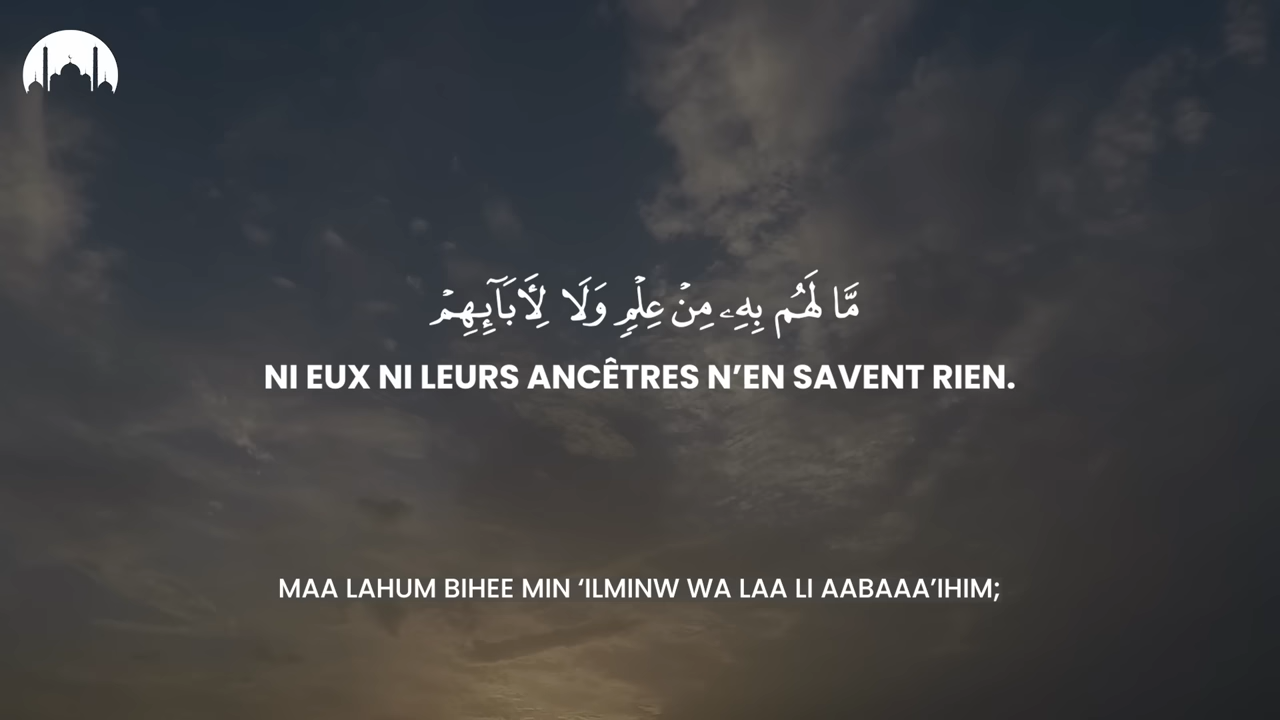 مَّا لَهُم بِهِۦ مِنۡ عِلۡمٖ وَلَا لِأٓبَآئِهِمۡ
NI EUX NI LEURS ANCÊTRES N’EN SAVENT RIEN.
MAA LAHUM BIHEE MIN ‘ILMINW WA LAA LI AABAAA’IHIM;